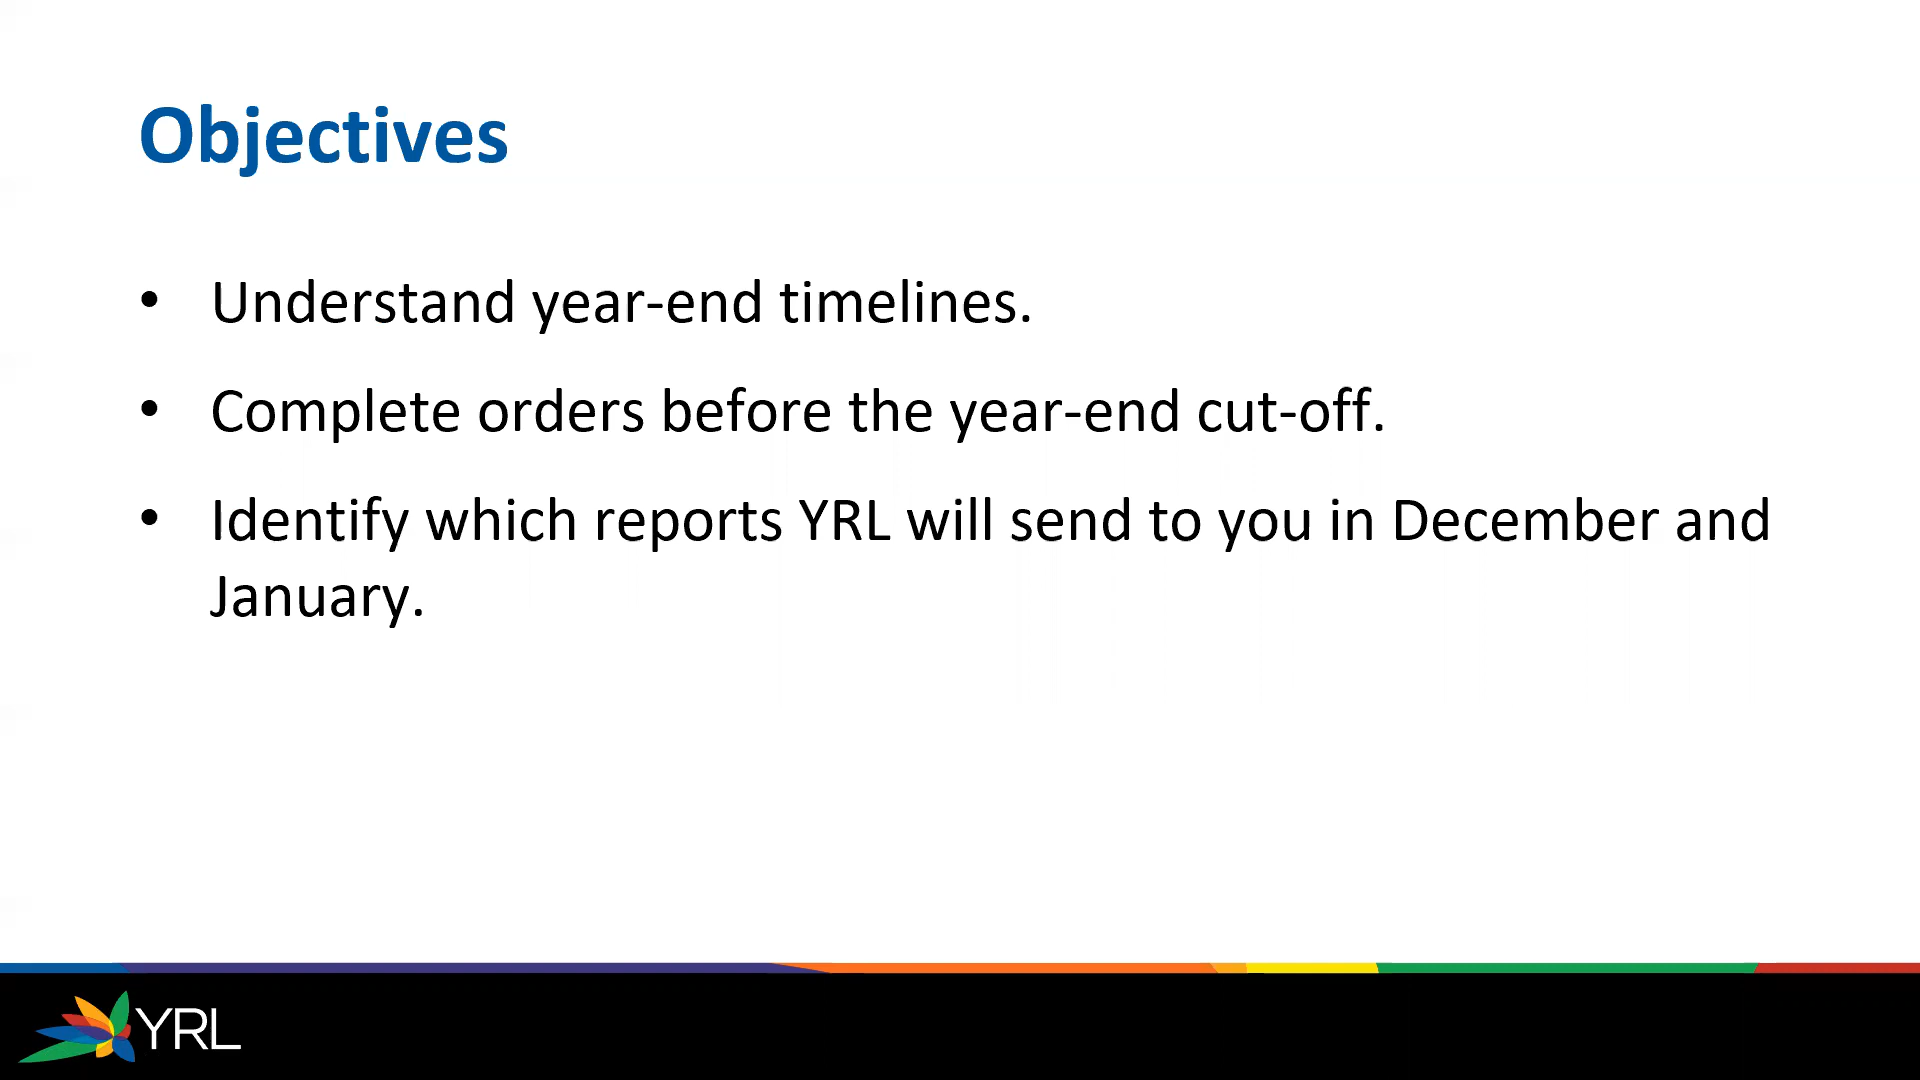 Objectives
• Understand year-end timelines.
• Complete orders before the year-end cut-off.
• Identify which reports YRL will send to you in December and
January.
YRL